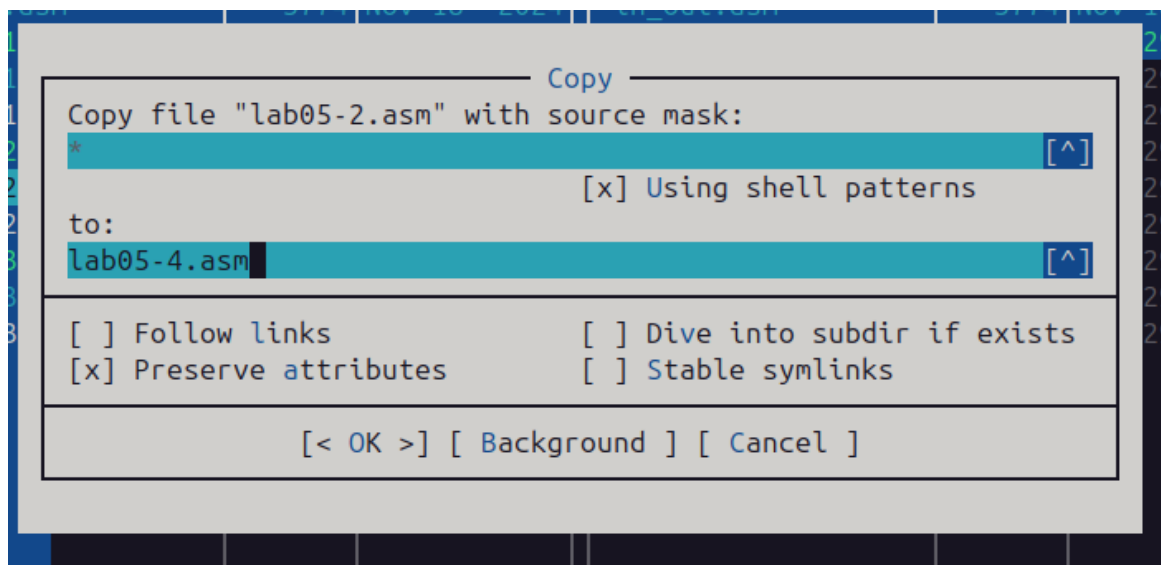 Copy
Copy file "lab05-2.asm" with source mask:
* [^]
[x] Using shell patterns
to:
lab05-4.asm [^]
[ ] Follow links [ ] Dive into subdir if exists
[x] Preserve attributes [ ] Stable symlinks
[< OK >] [ Background ] [ Cancel ]